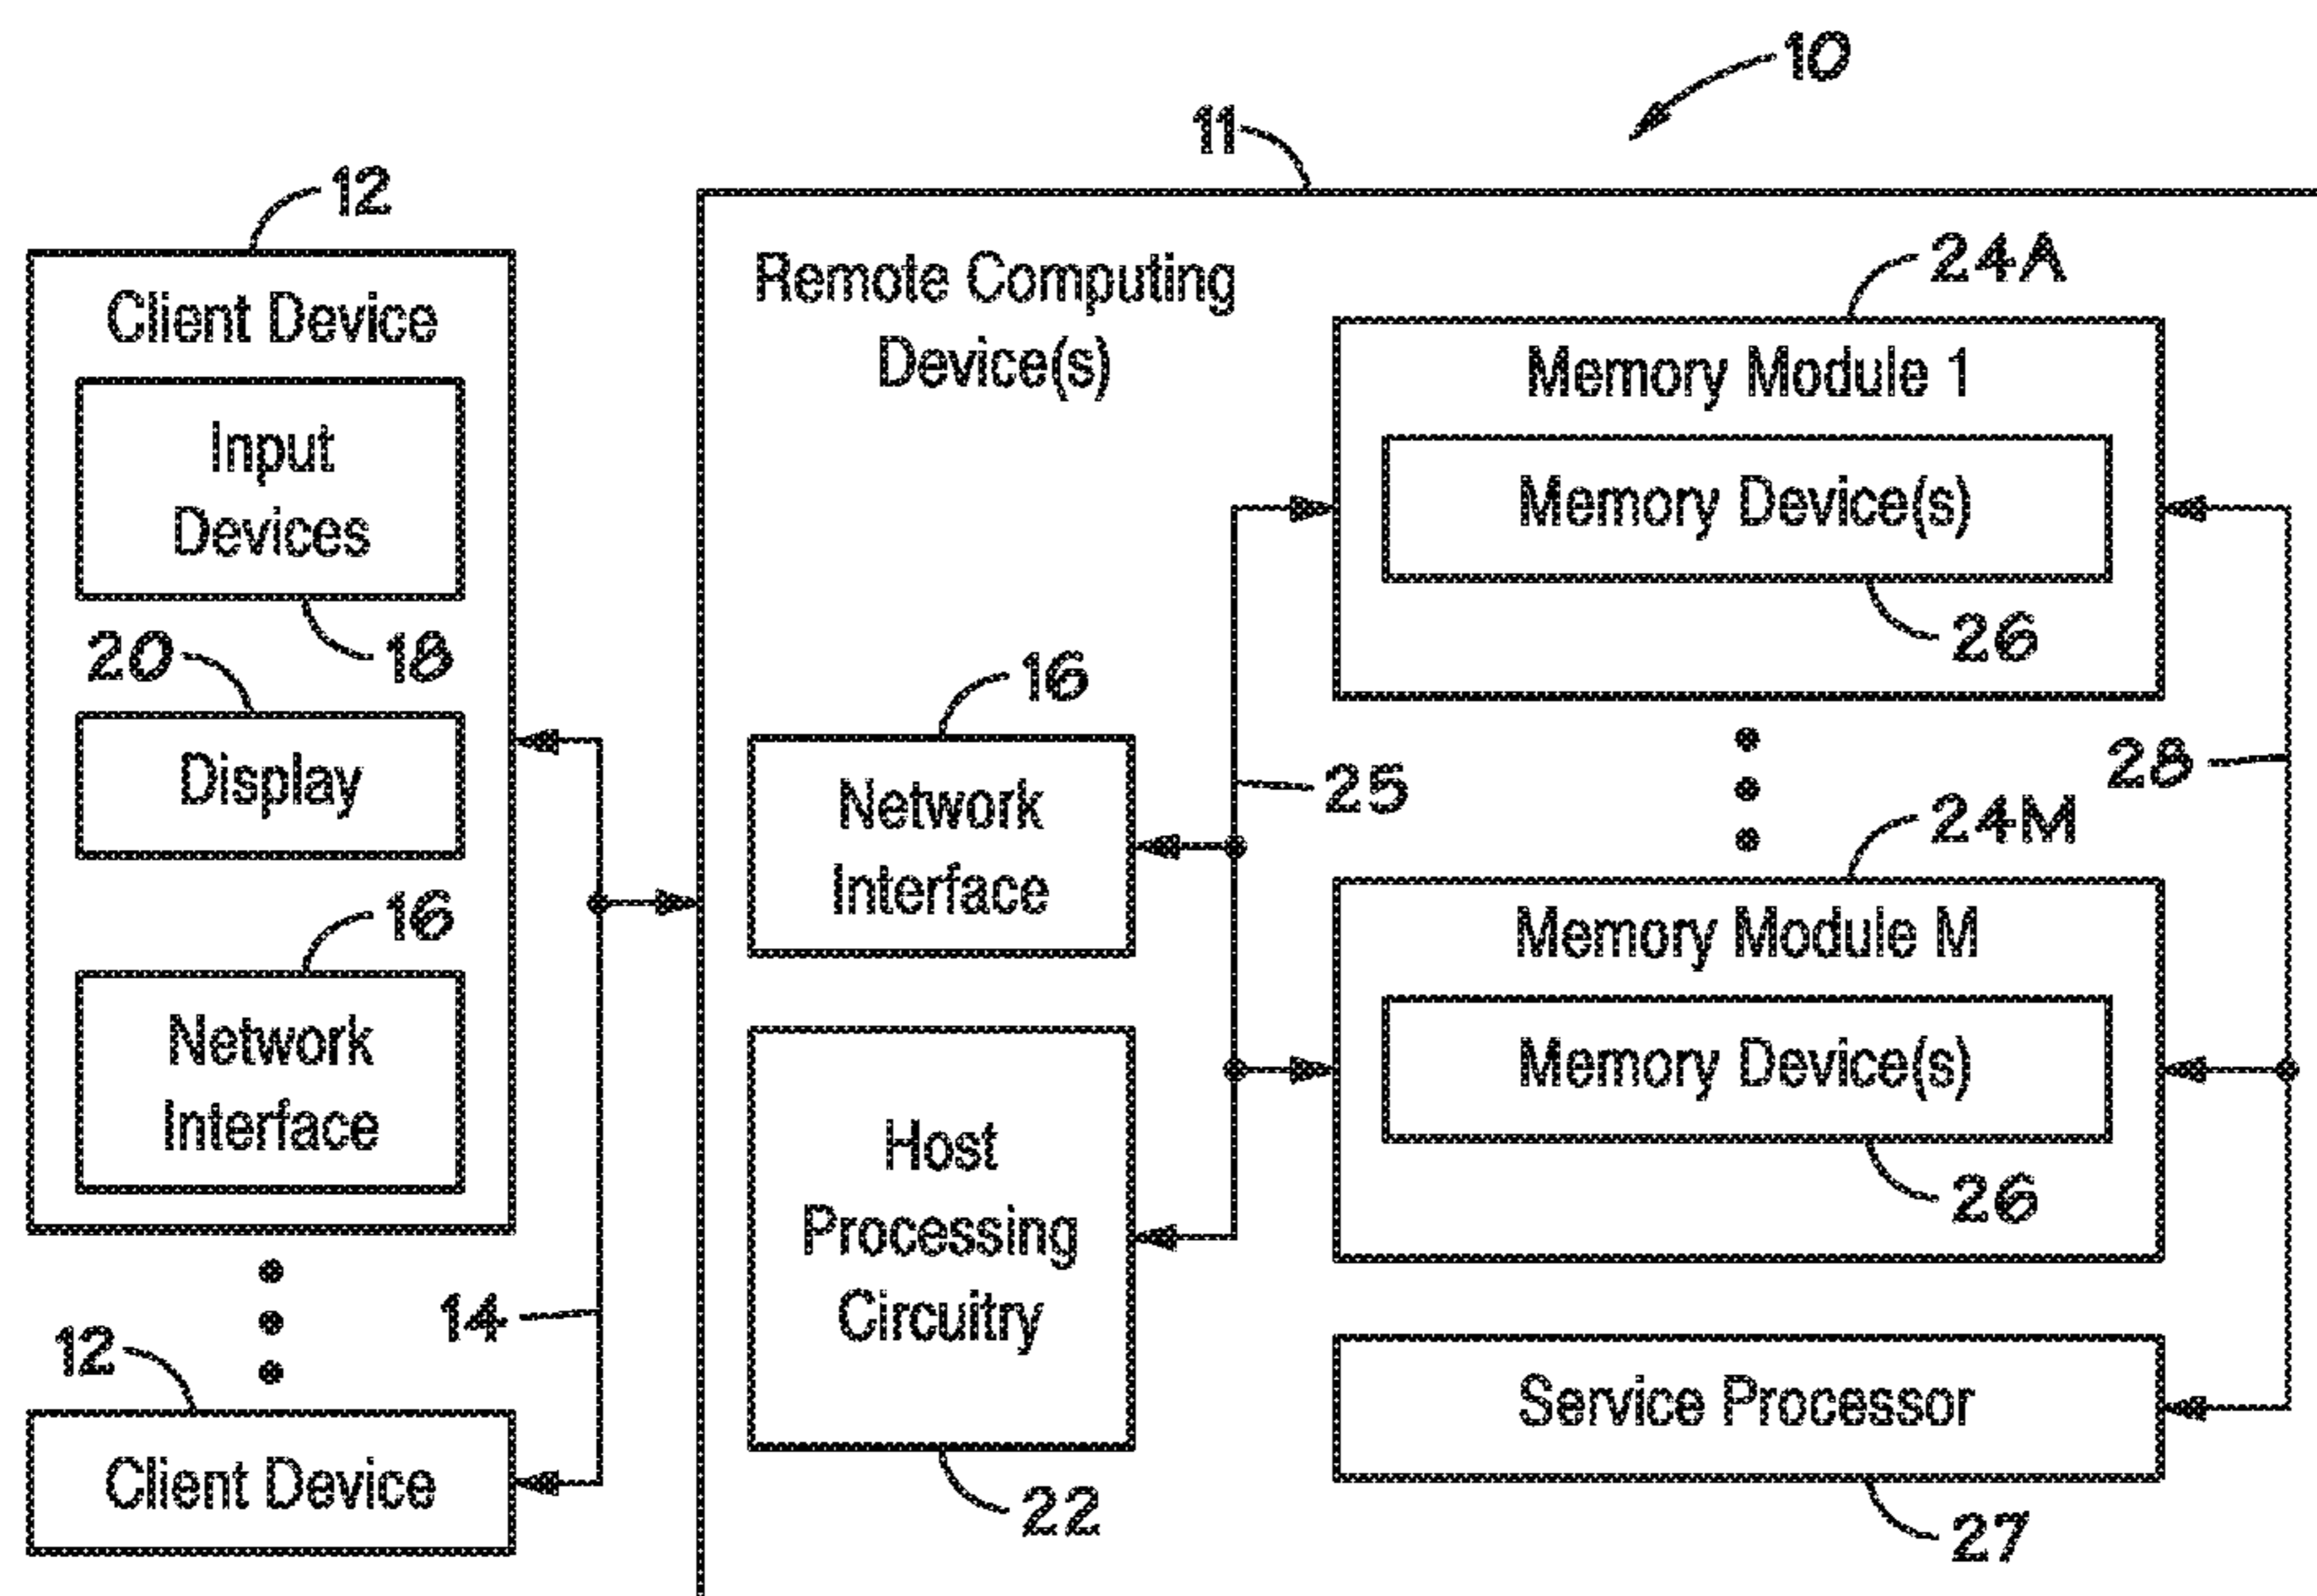 10
11
12
Client Device
Input
Devices
18
20
Display
16
Network
Interface
14
12
Client Device
Remote Computing
Device(s)
16
Network
Interface
25
Host
Processing
Circuitry
22
24A
Memory Module 1
Memory Device(s)
26
28
24M
Memory Module M
Memory Device(s)
26
Service Processor
27